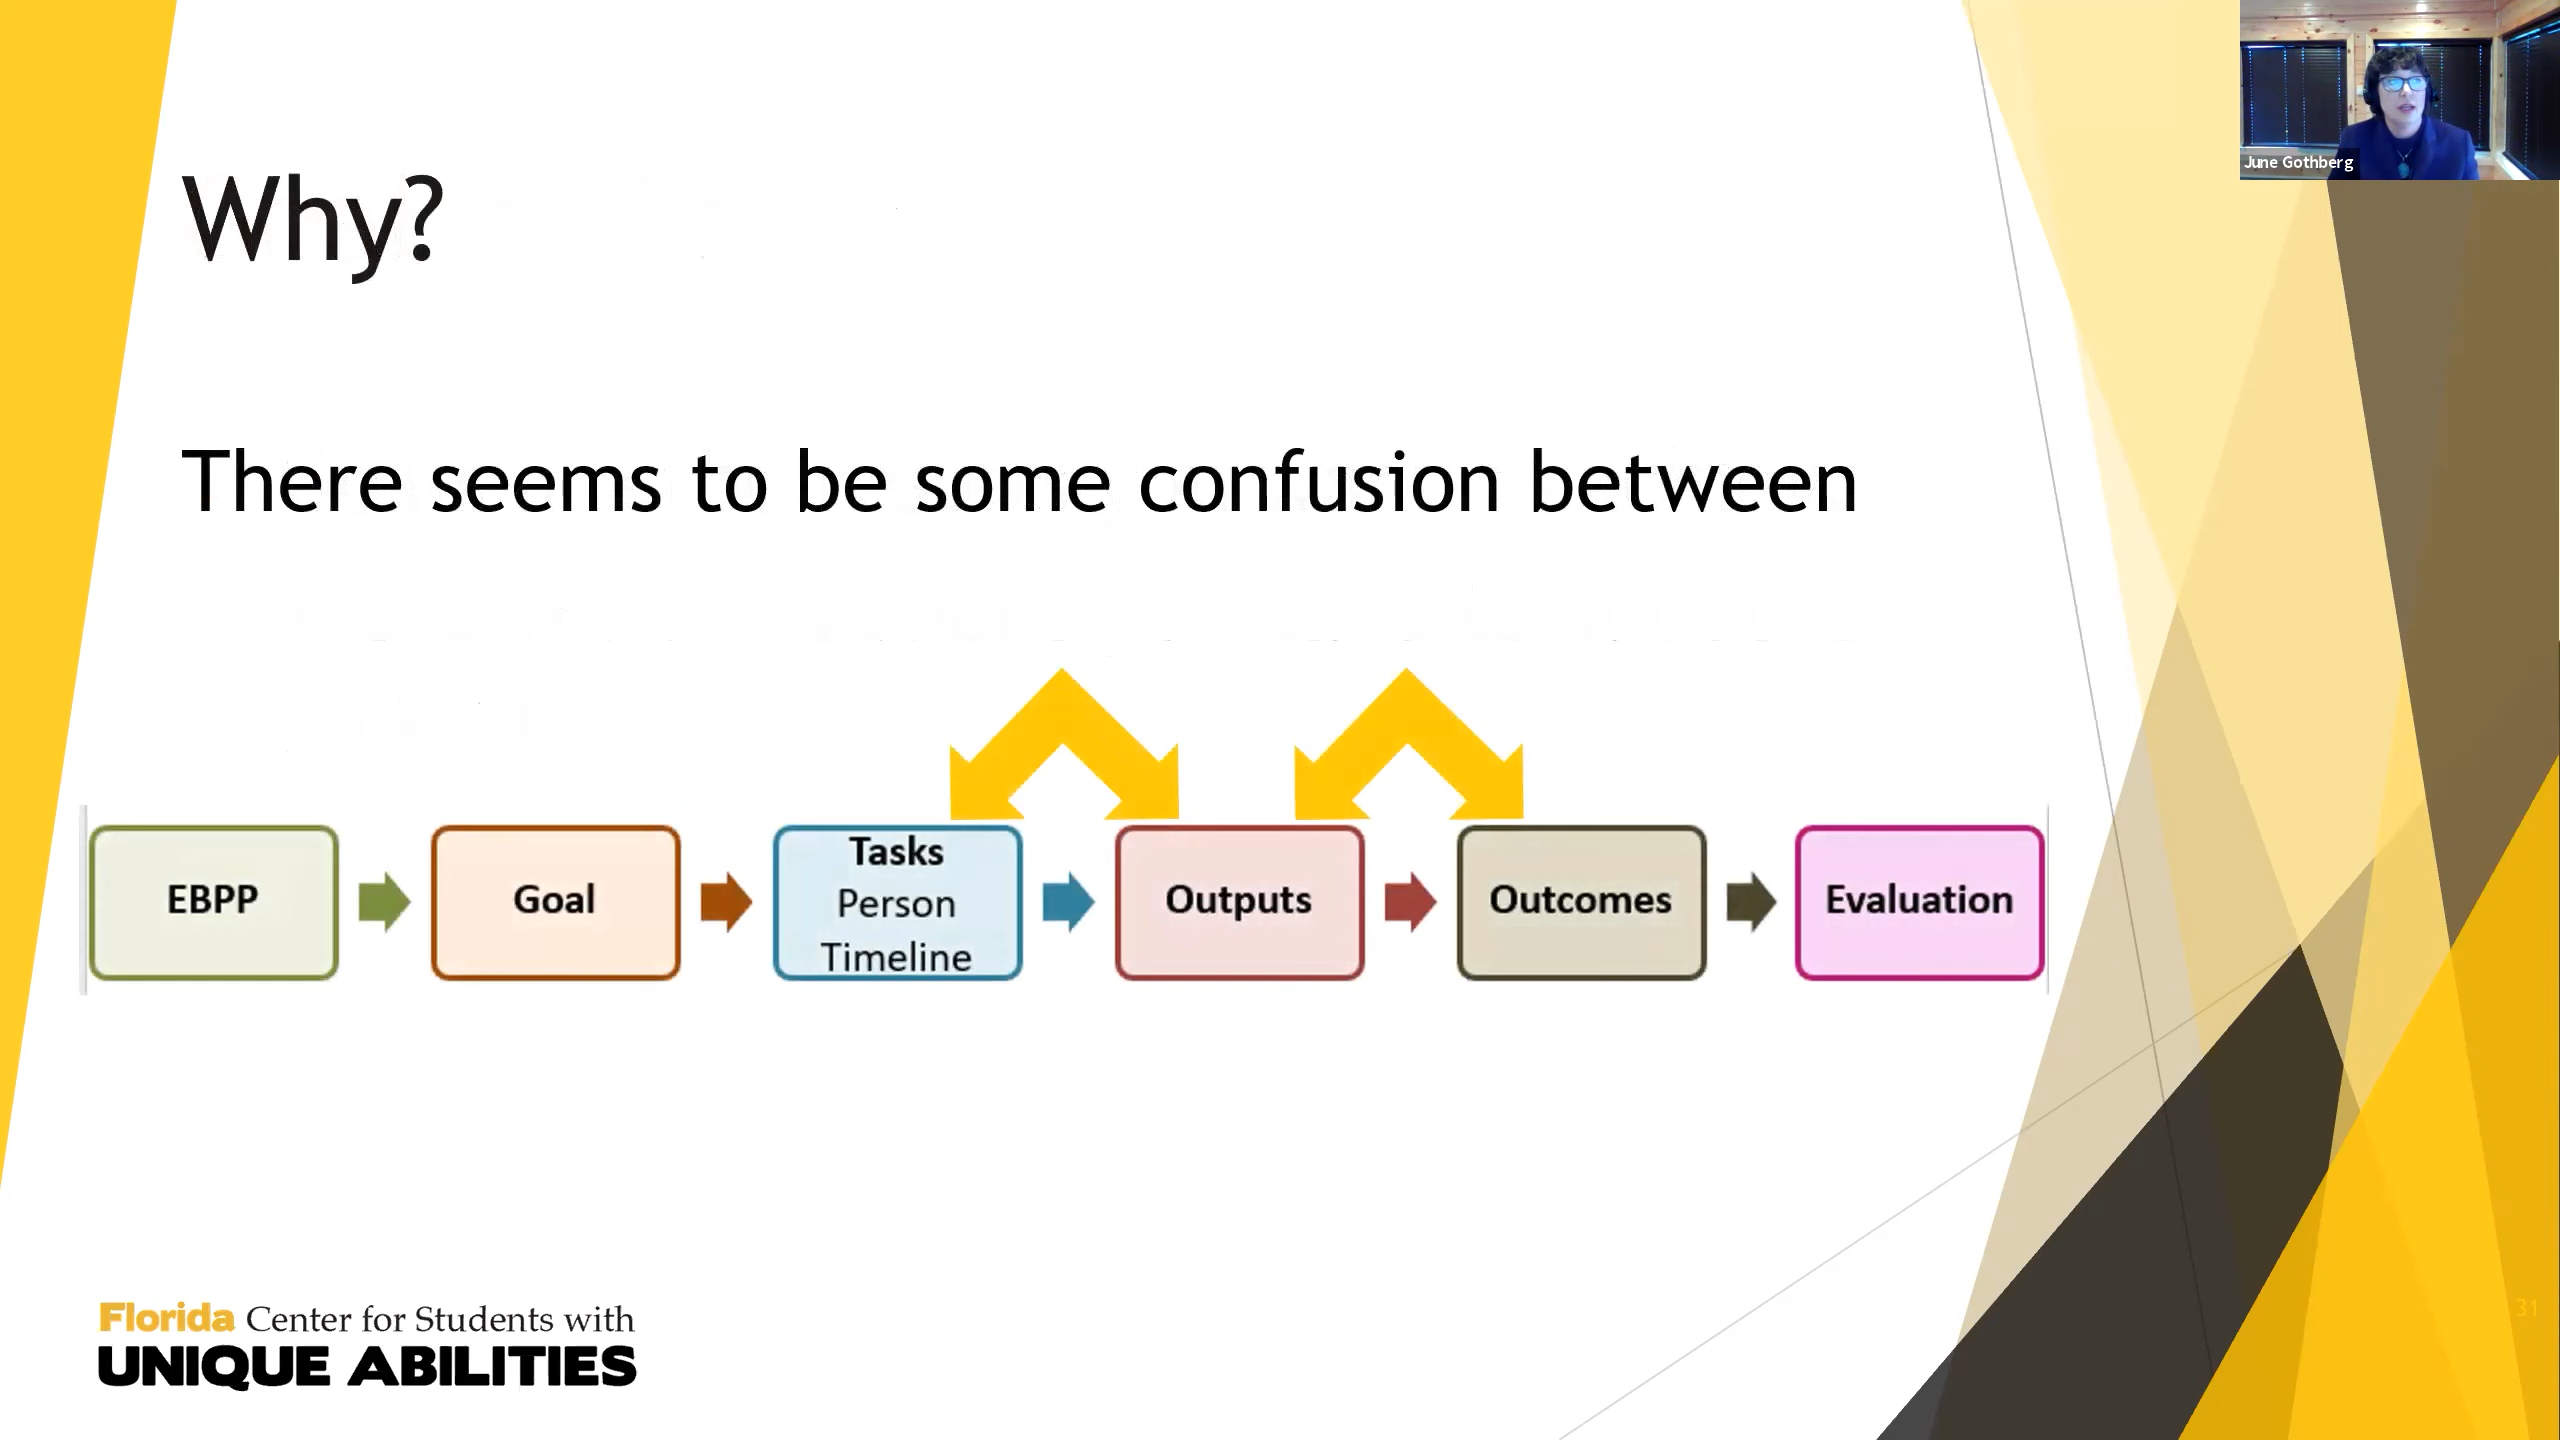 June Gothberg
Why?
There seems to be some confusion between
EBPP
Goal
Tasks
Person
Timeline
Outputs
Outcomes
Evaluation
Florida Center for Students with
UNIQUE ABILITIES
31